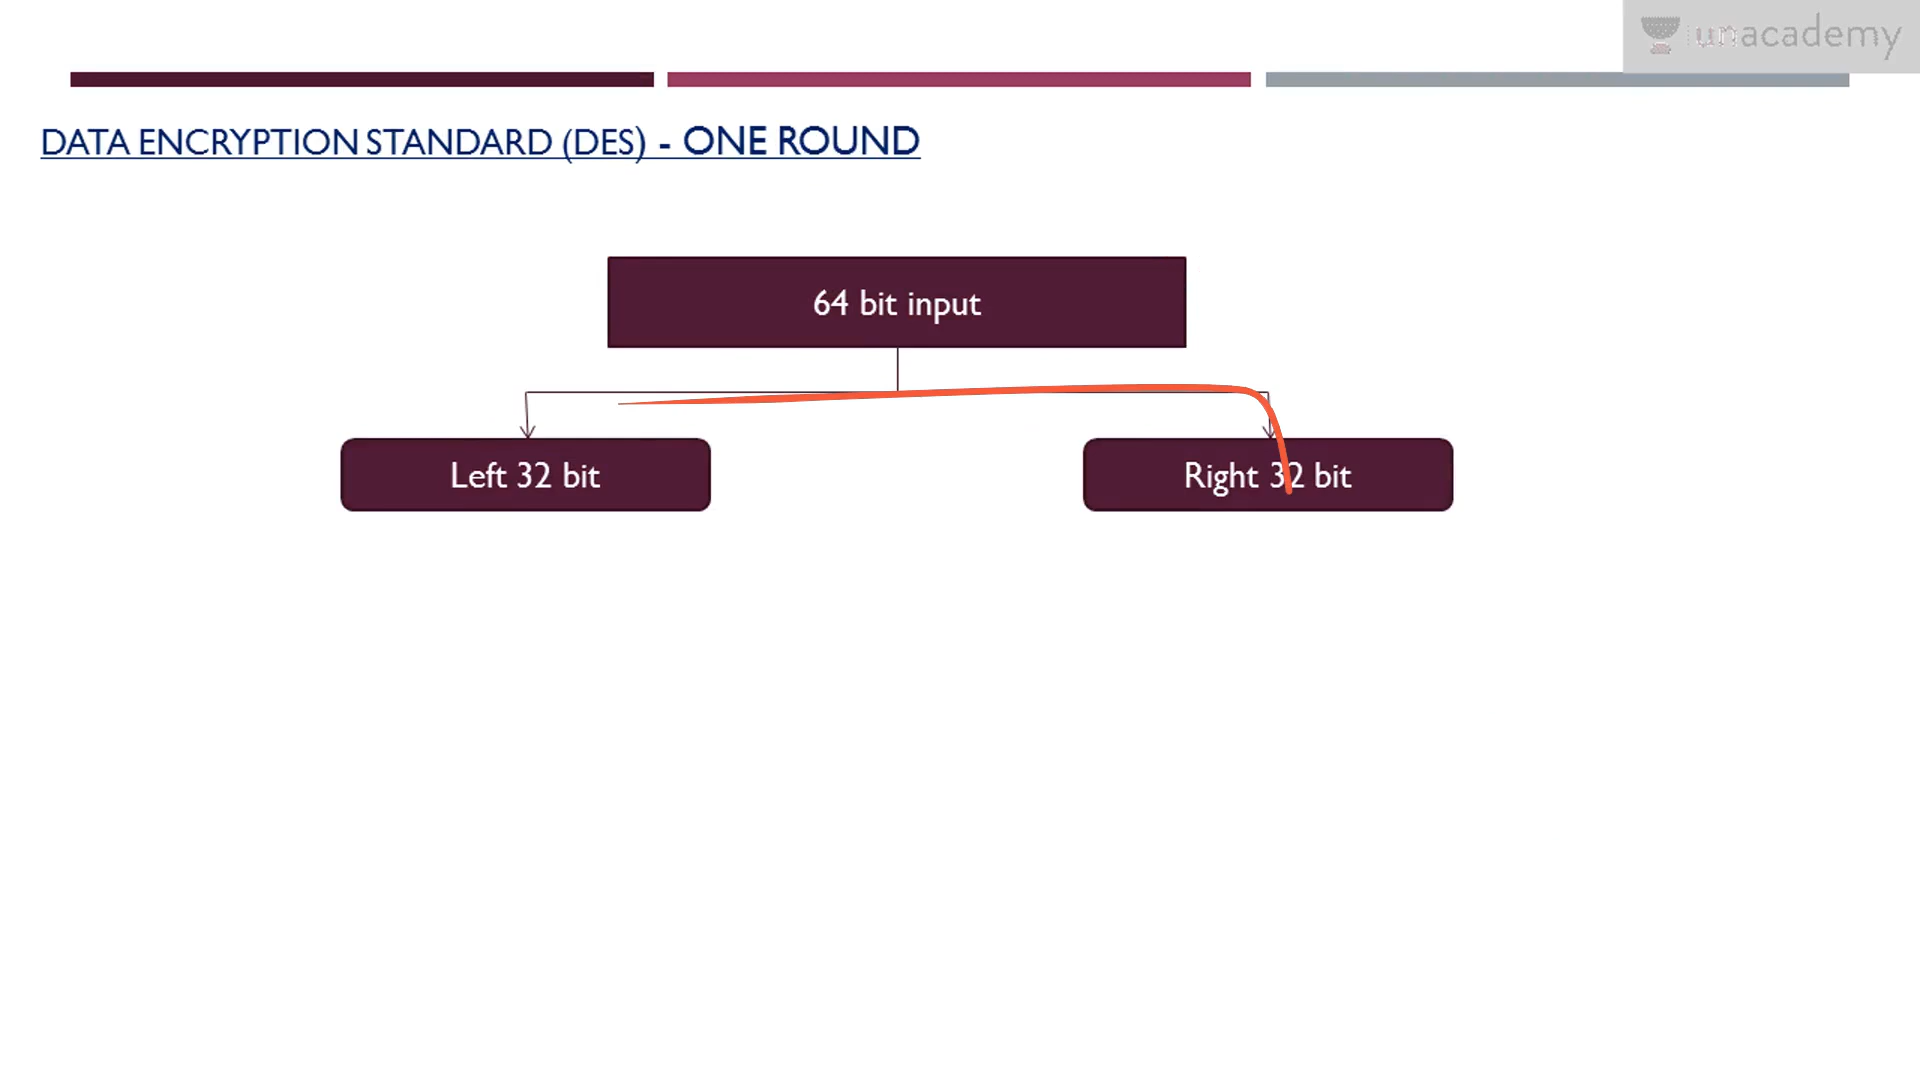 unacademy
DATA ENCRYPTION STANDARD (DES) - ONE ROUND
64 bit input
Left 32 bit
Right 32 bit